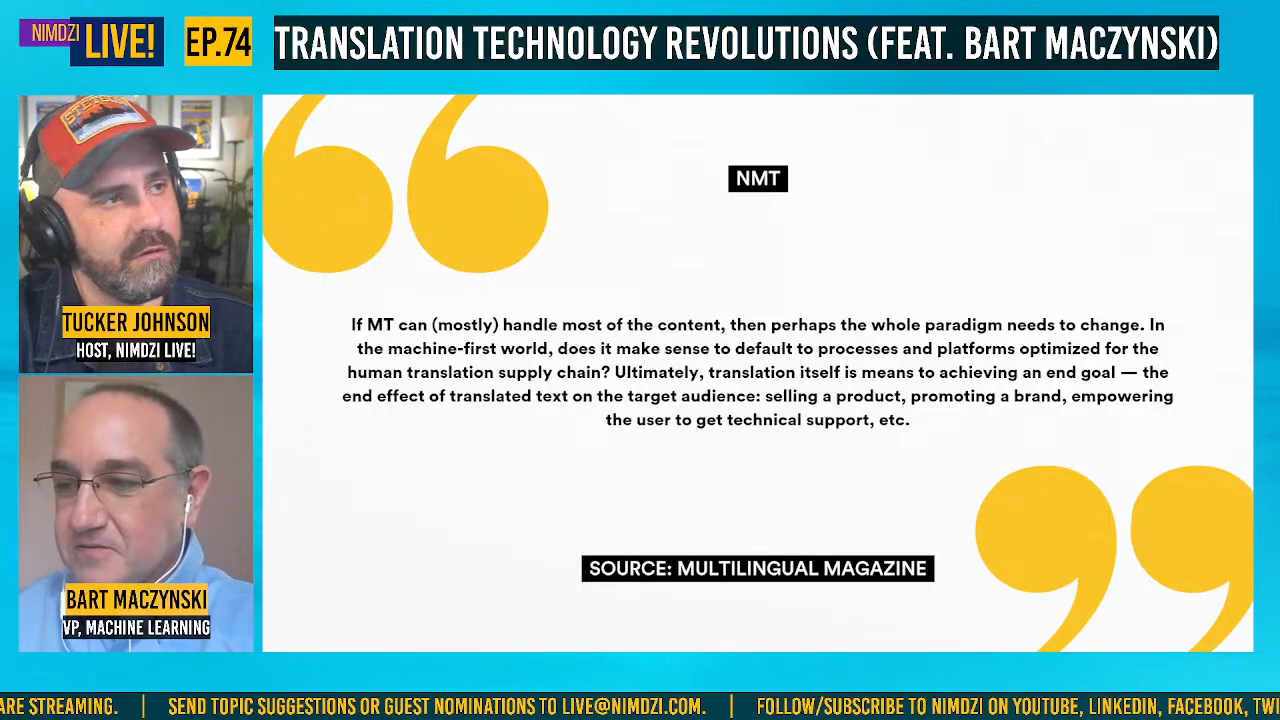 NIMDZI LIVE!
EP.74
TRANSLATION TECHNOLOGY REVOLUTIONS (FEAT. BART MACZYNSKI)
TUCKER JOHNSON
HOST, NIMDZI LIVE!
BART MACZYNSKI
VP, MACHINE LEARNING
NMT
If MT can (mostly) handle most of the content, then perhaps the whole paradigm needs to change. In
the machine-first world, does it make sense to default to processes and platforms optimized for the
human translation supply chain? Ultimately, translation itself is means to achieving an end goal — the
end effect of translated text on the target audience: selling a product, promoting a brand, empowering
the user to get technical support, etc.
SOURCE: MULTILINGUAL MAGAZINE
ARE STREAMING. | SEND TOPIC SUGGESTIONS OR GUEST NOMINATIONS TO LIVE@NIMDZI.COM. | FOLLOW/SUBSCRIBE TO NIMDZI ON YOUTUBE, LINKEDIN, FACEBOOK, TWI